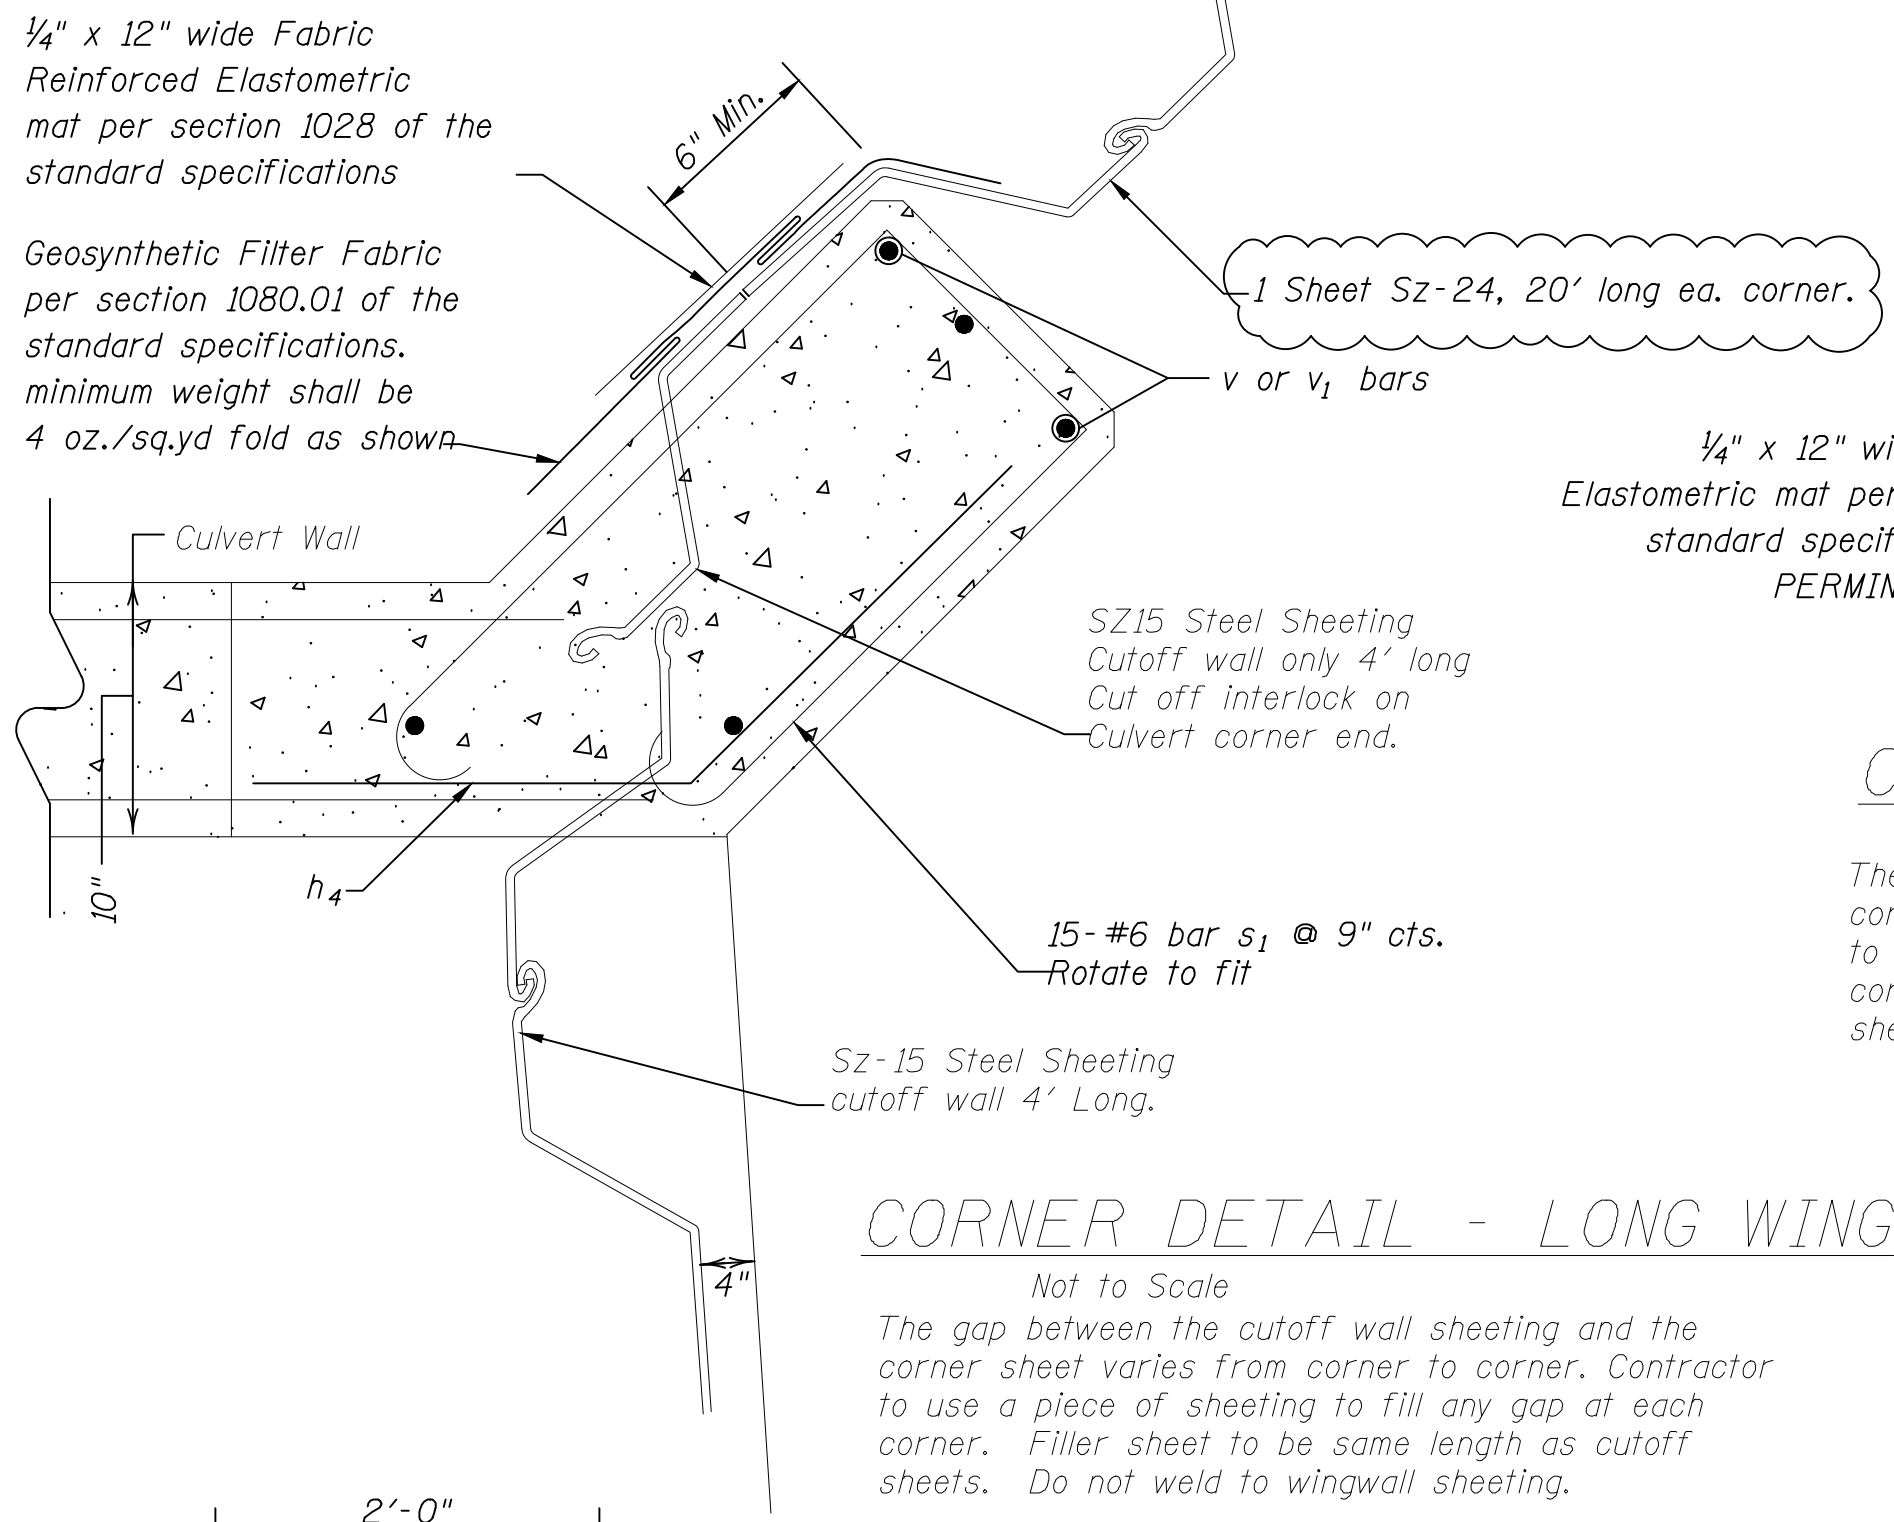 ¼" x 12" wide Fabric
Reinforced Elastometric
mat per section 1028 of the
standard specifications
Geosynthetic Filter Fabric
per section 1080.01 of the
standard specifications.
minimum weight shall be
4 oz./sq.yd fold as shown
6" Min.
1 Sheet Sz-24, 20' long ea. corner.
v or v₁ bars
¼" x 12" wi
Elastometric mat per
standard specif
PERMIN
Culvert Wall
SZ15 Steel Sheeting
Cutoff wall only 4' long
Cut off interlock on
Culvert corner end.
10"
h₄
15-#6 bar s₁ @ 9" cts.
Rotate to fit
C
The
cor
to
cor
she
Sz-15 Steel Sheeting
cutoff wall 4' Long.
4"
CORNER DETAIL - LONG WING
Not to Scale
The gap between the cutoff wall sheeting and the
corner sheet varies from corner to corner. Contractor
to use a piece of sheeting to fill any gap at each
corner. Filler sheet to be same length as cutoff
sheets. Do not weld to wingwall sheeting.
2'-0"